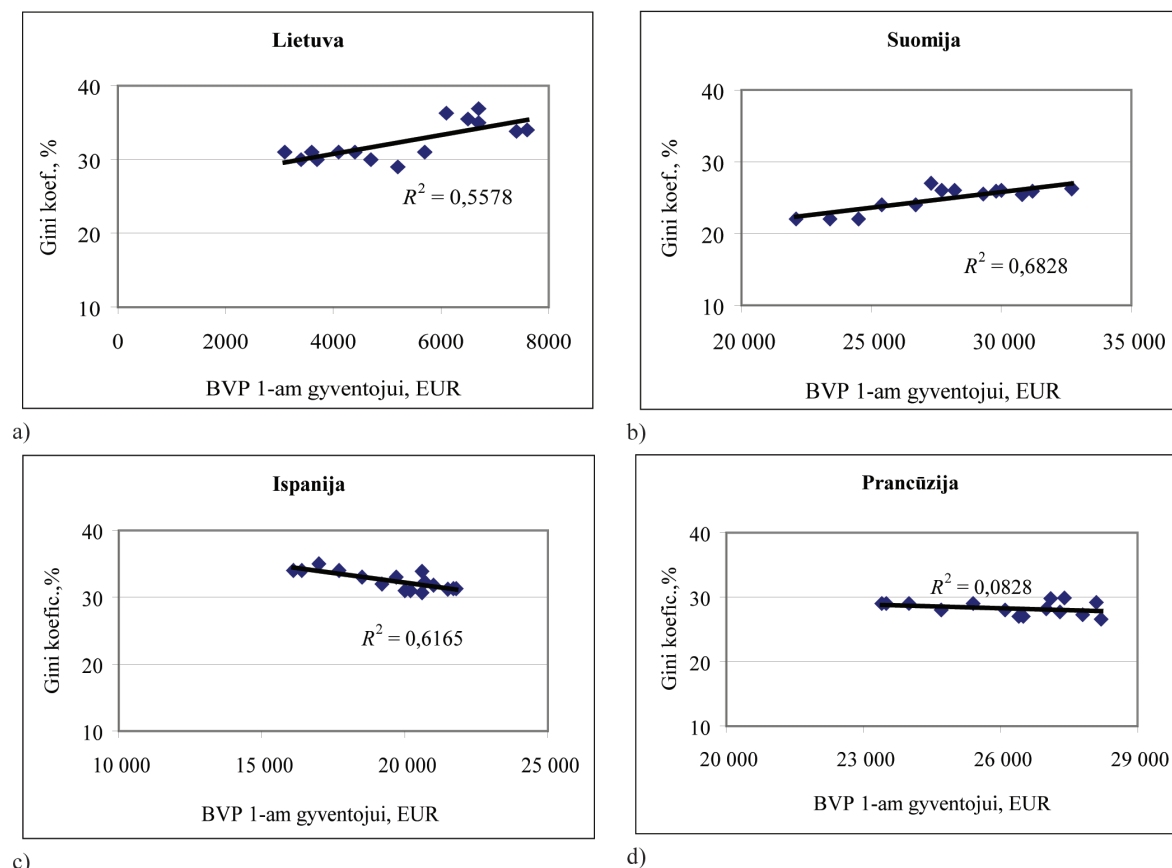 Lietuva
40
30
20
10
Gini koef., %
R² = 0,5578
0 2000 4000 6000 8000
BVP 1-am gyventojui, EUR
a)
Suomija
40
30
20
10
Gini koef., %
R² = 0,6828
20 000 25 000 30 000 35 000
BVP 1-am gyventojui, EUR
b)
Ispanija
40
30
20
10
Gini koefic.,%
R² = 0,6165
10 000 15 000 20 000 25 000
BVP 1-am gyventojui, EUR
c)
Prancūzija
40
30
20
10
Gini koefic.,%
R² = 0,0828
20 000 23 000 26 000 29 000
BVP 1-am gyventojui, EUR
d)